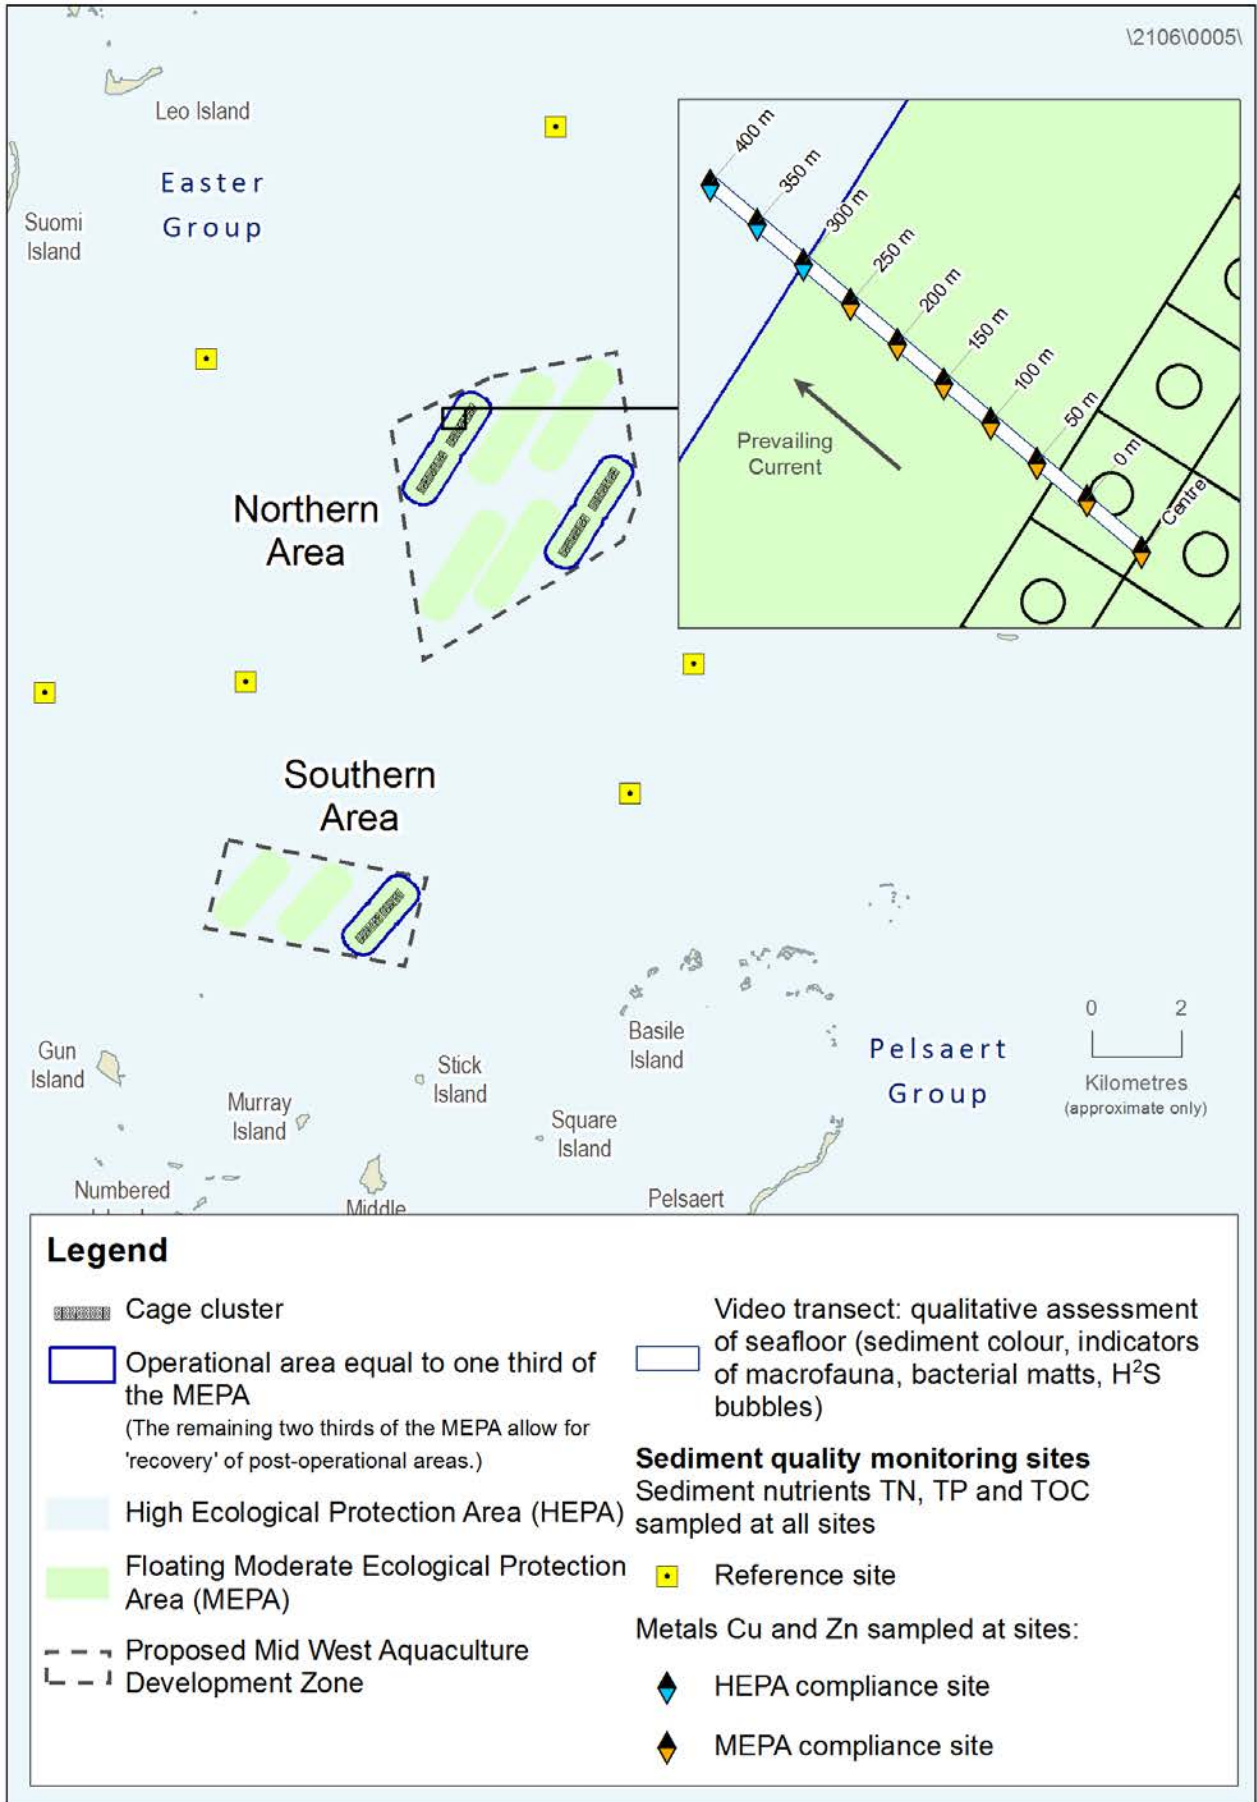 \2106\0005\
Leo Island
Easter
Group
Suomi
Island
400 m
350 m
300 m
250 m
200 m
150 m
100 m
50 m
0 m
Centre
Prevailing
Current
Northern
Area
Southern
Area
Basile
Island
Pelsaert
Group
0 2
Kilometres
(approximate only)
Gun
Island
Stick
Island
Murray
Island
Square
Island
Numbered
Middle
Pelsaert
Legend
Cage cluster
Operational area equal to one third of
the MEPA
(The remaining two thirds of the MEPA allow for
'recovery' of post-operational areas.)
High Ecological Protection Area (HEPA)
Floating Moderate Ecological Protection
Area (MEPA)
Proposed Mid West Aquaculture
Development Zone
Video transect: qualitative assessment
of seafloor (sediment colour, indicators
of macrofauna, bacterial matts, H²S
bubbles)
Sediment quality monitoring sites
Sediment nutrients TN, TP and TOC
sampled at all sites
Reference site
Metals Cu and Zn sampled at sites:
HEPA compliance site
MEPA compliance site